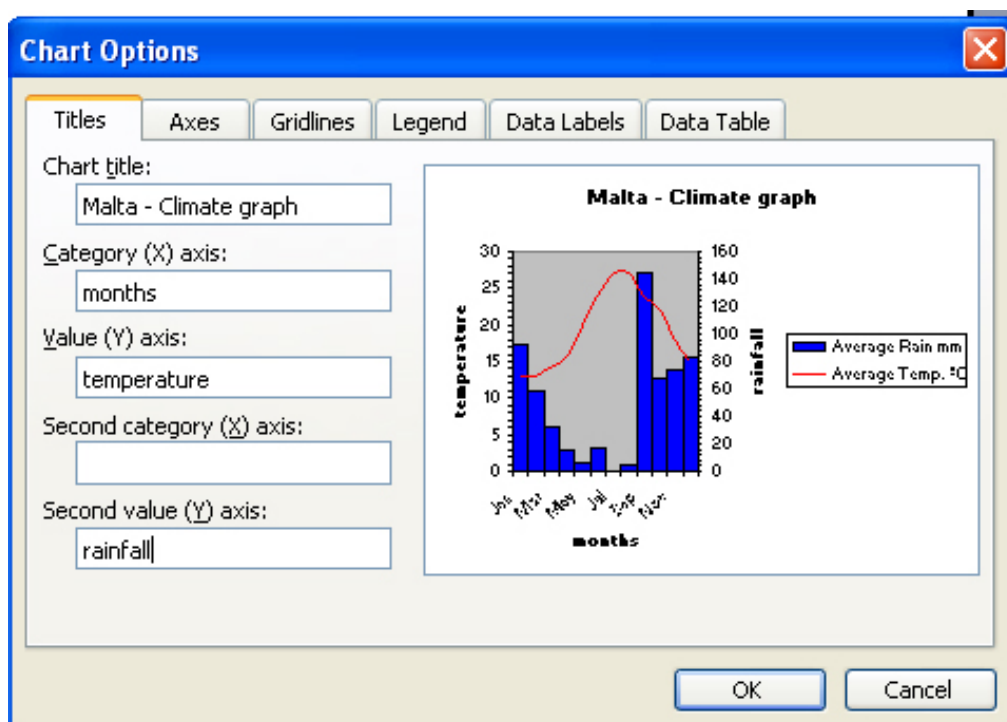 Chart Options
Titles Axes Gridlines Legend Data Labels Data Table
Chart title:
Malta - Climate graph
Category (X) axis:
months
Value (Y) axis:
temperature
Second category (X) axis:
Second value (Y) axis:
rainfall
Malta - Climate graph
30
25
20
15
10
5
0
temperature
160
140
120
100
80
60
40
20
0
rainfall
Jan Mar May Jul Sep Nov
months
Average Rain mm
Average Temp. °C
OK Cancel